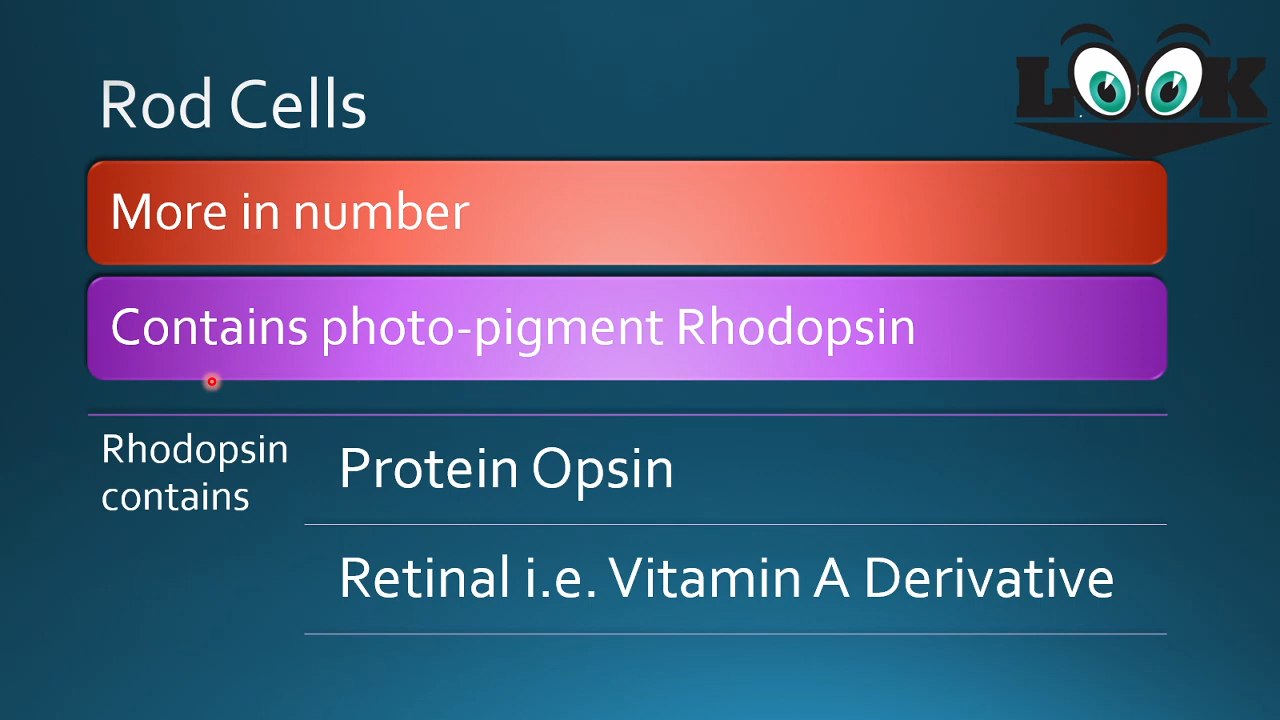 LOOK
Rod Cells
More in number
Contains photo-pigment Rhodopsin
Rhodopsin
contains
Protein Opsin
Retinal i.e. Vitamin A Derivative